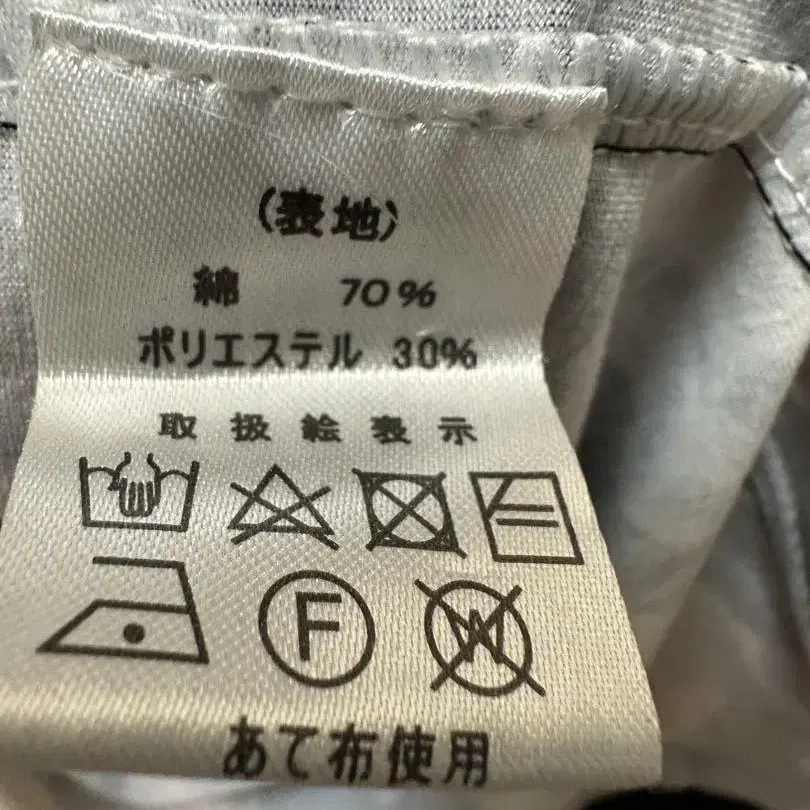 (表地)
綿 70%
ポリエステル 30%
取扱絵表示
F W
あて布使用